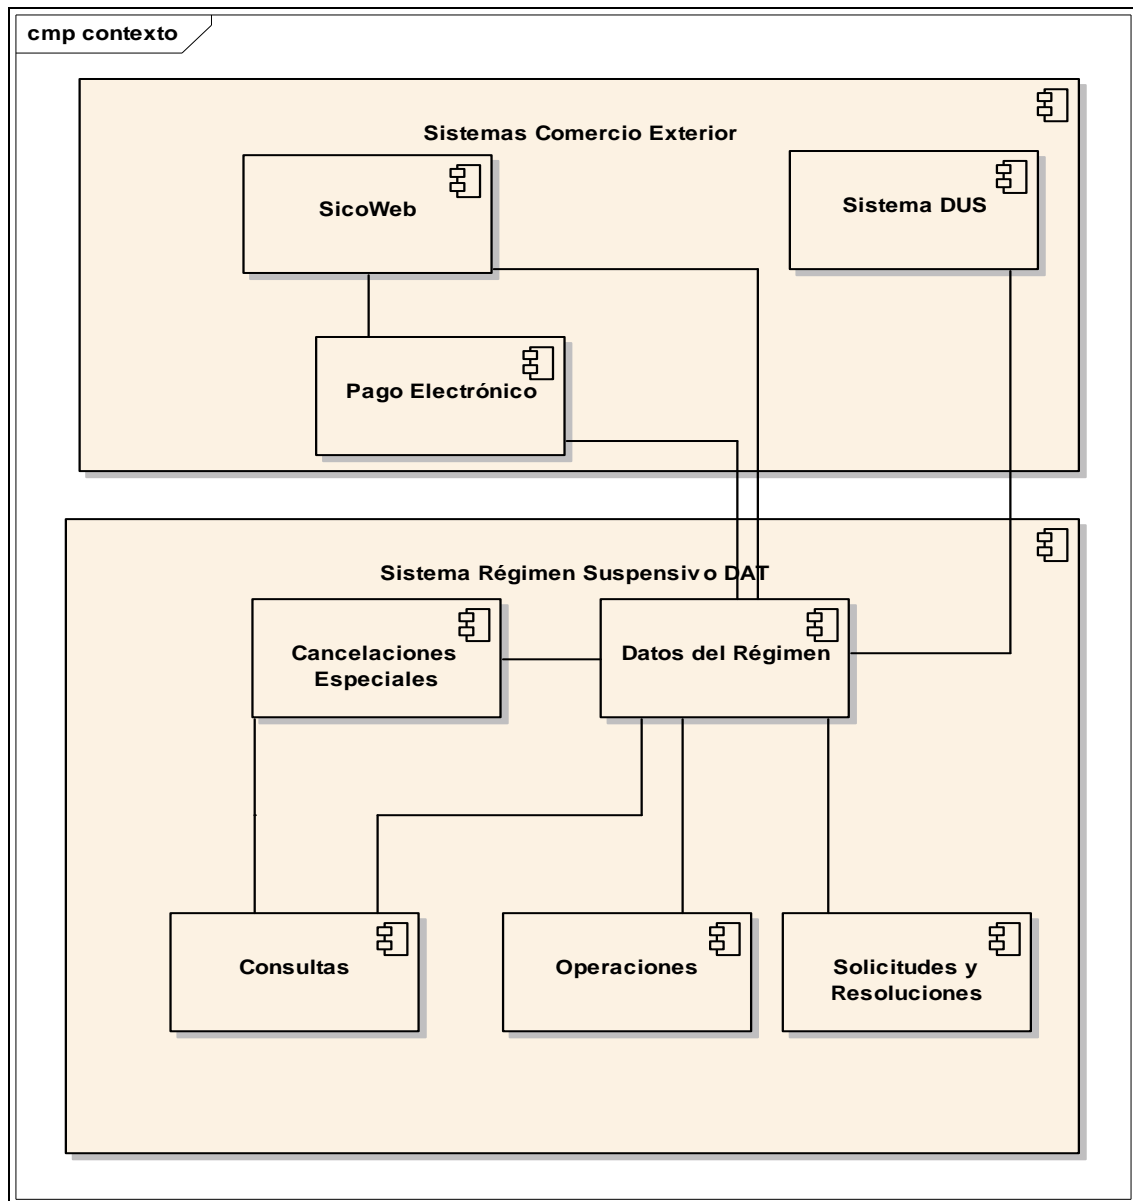 cmp contexto
Sistemas Comercio Exterior
SicoWeb
Sistema DUS
Pago Electrónico
Sistema Régimen Suspensivo DAT
Cancelaciones
Especiales
Datos del Régimen
Consultas
Operaciones
Solicitudes y
Resoluciones